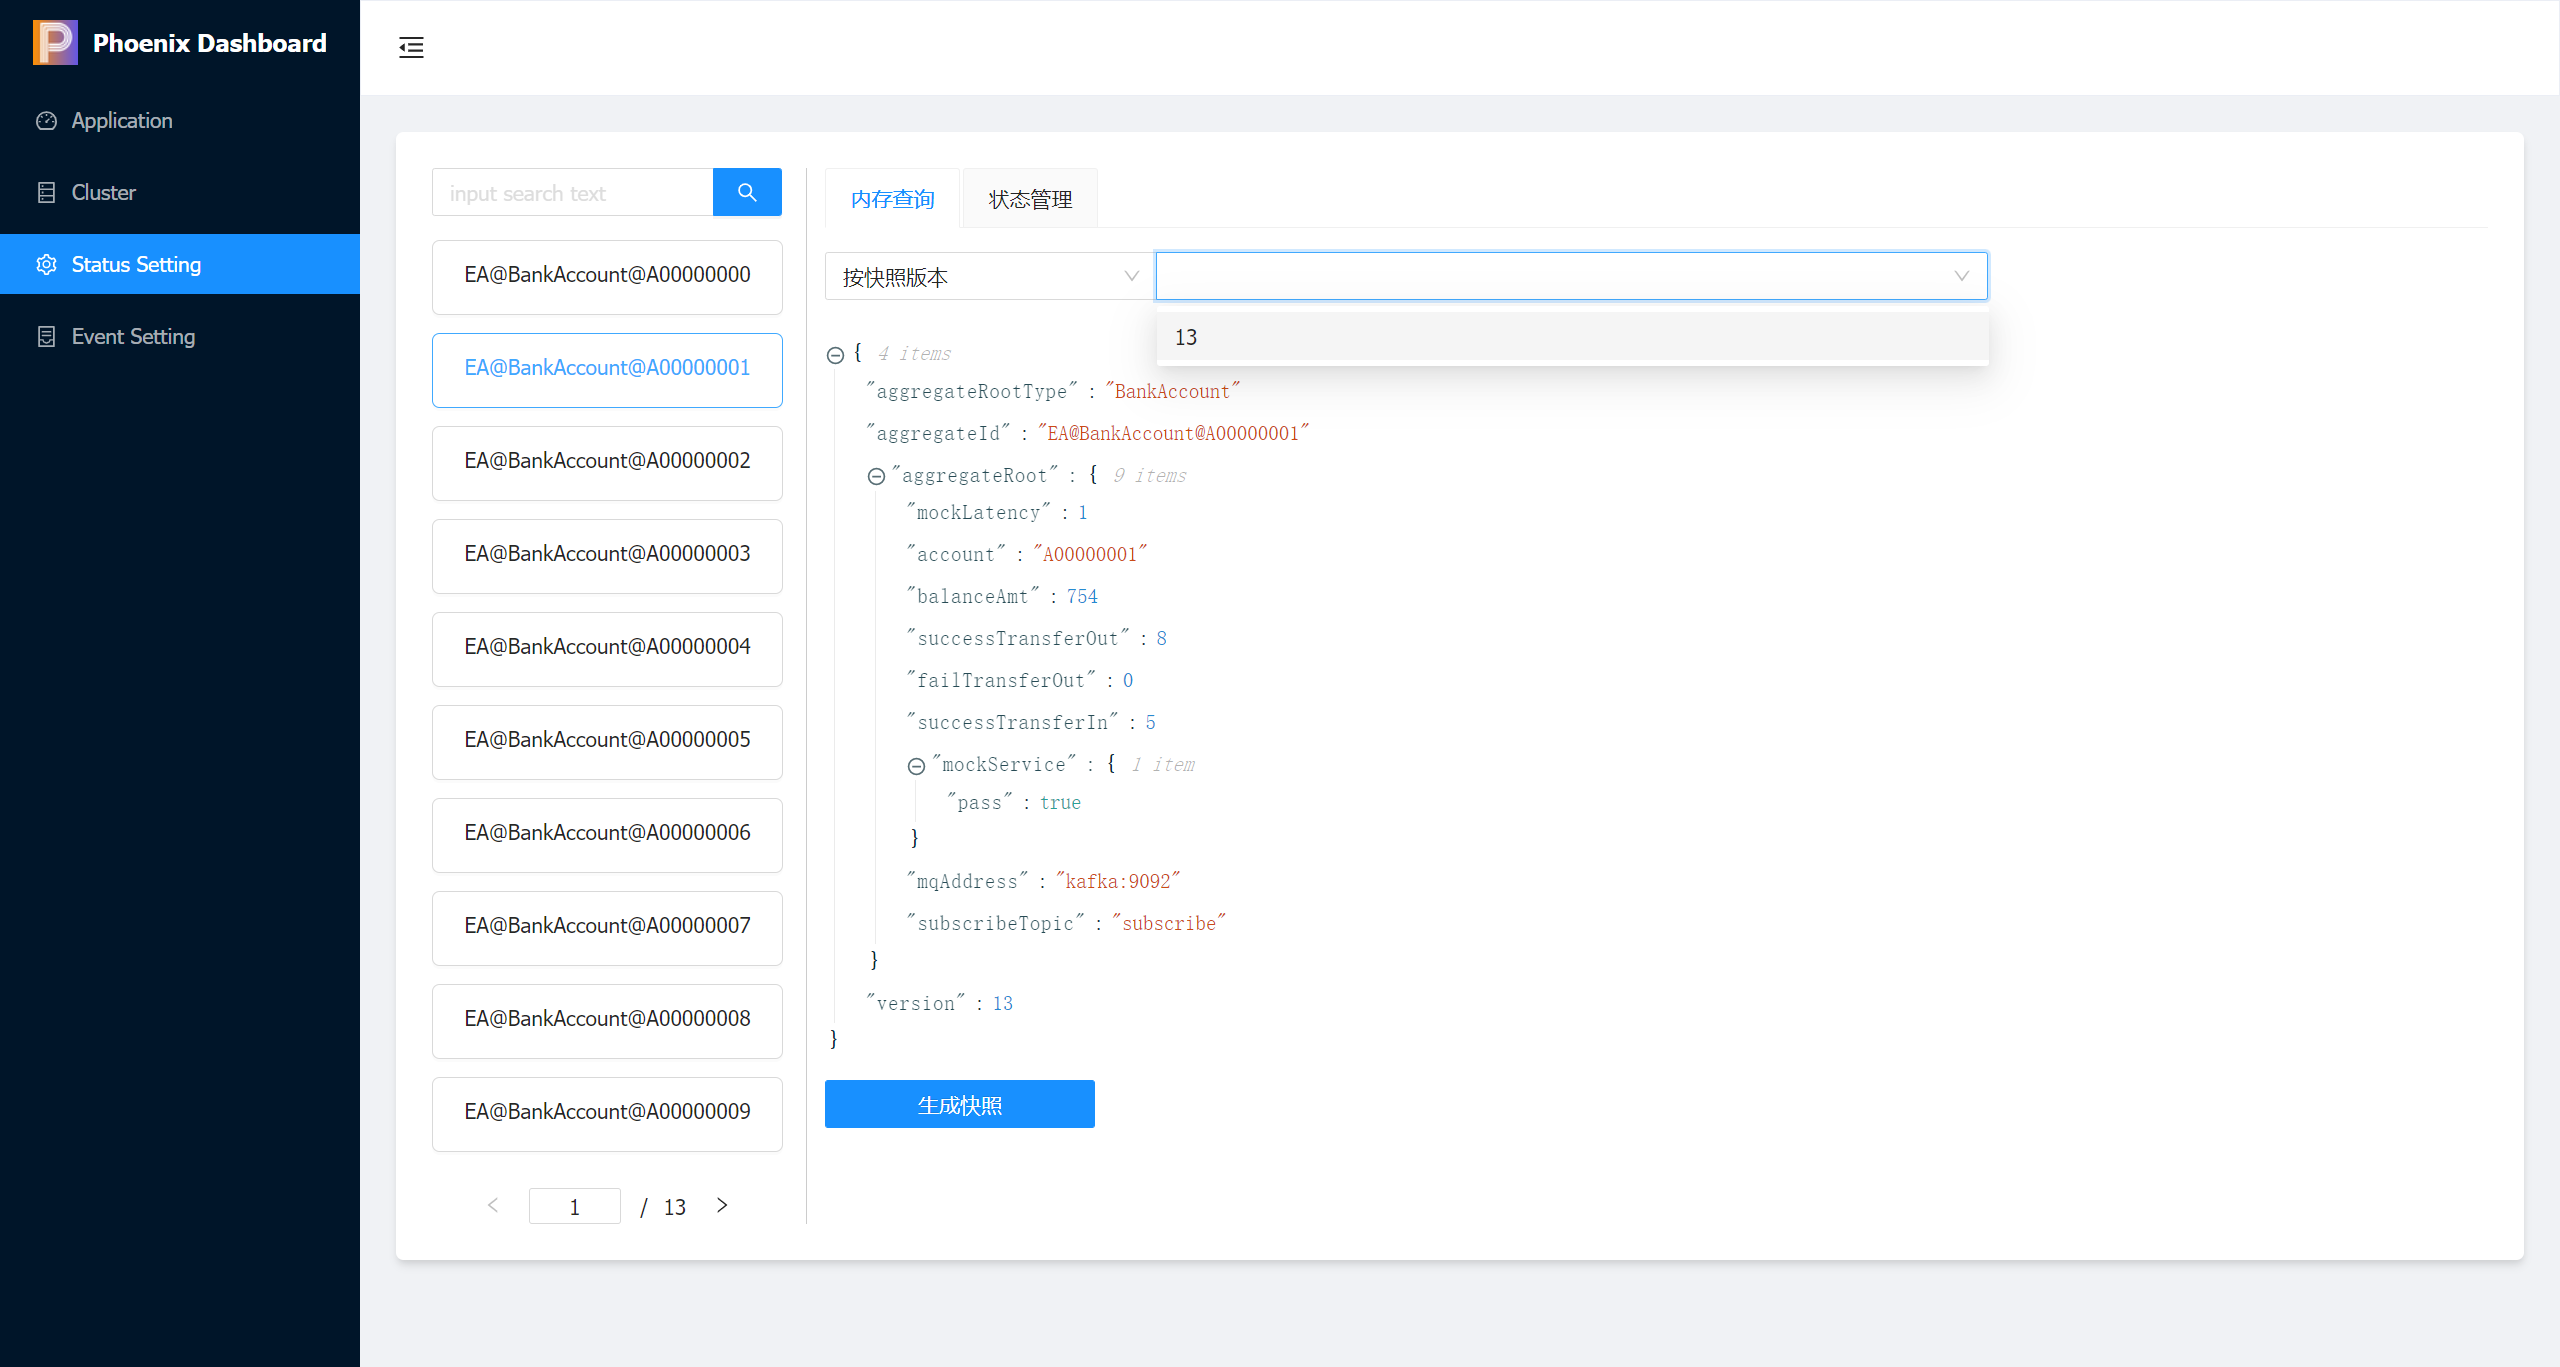 Phoenix Dashboard
Application
Cluster
Status Setting
Event Setting
input search text
EA@BankAccount@A00000000
EA@BankAccount@A00000001
EA@BankAccount@A00000002
EA@BankAccount@A00000003
EA@BankAccount@A00000004
EA@BankAccount@A00000005
EA@BankAccount@A00000006
EA@BankAccount@A00000007
EA@BankAccount@A00000008
EA@BankAccount@A00000009
1 / 13
内存查询 状态管理
按快照版本
13
{ 4 items
"aggregateRootType" : "BankAccount"
"aggregateId" : "EA@BankAccount@A00000001"
"aggregateRoot" : { 9 items
"mockLatency" : 1
"account" : "A00000001"
"balanceAmt" : 754
"successTransferOut" : 8
"failTransferOut" : 0
"successTransferIn" : 5
"mockService" : { 1 item
"pass" : true
}
"mqAddress" : "kafka:9092"
"subscribeTopic" : "subscribe"
}
"version" : 13
}
生成快照